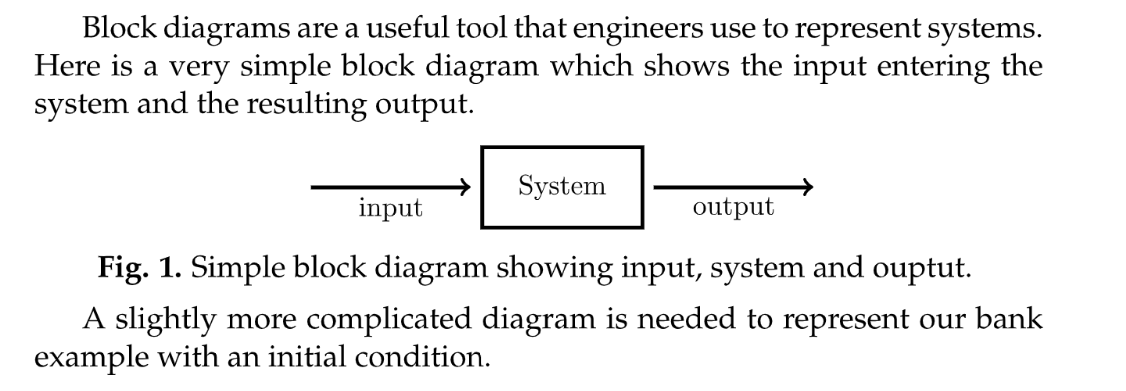 Block diagrams are a useful tool that engineers use to represent systems.
Here is a very simple block diagram which shows the input entering the
system and the resulting output.
System
input
output
Fig. 1. Simple block diagram showing input, system and ouptut.
A slightly more complicated diagram is needed to represent our bank
example with an initial condition.